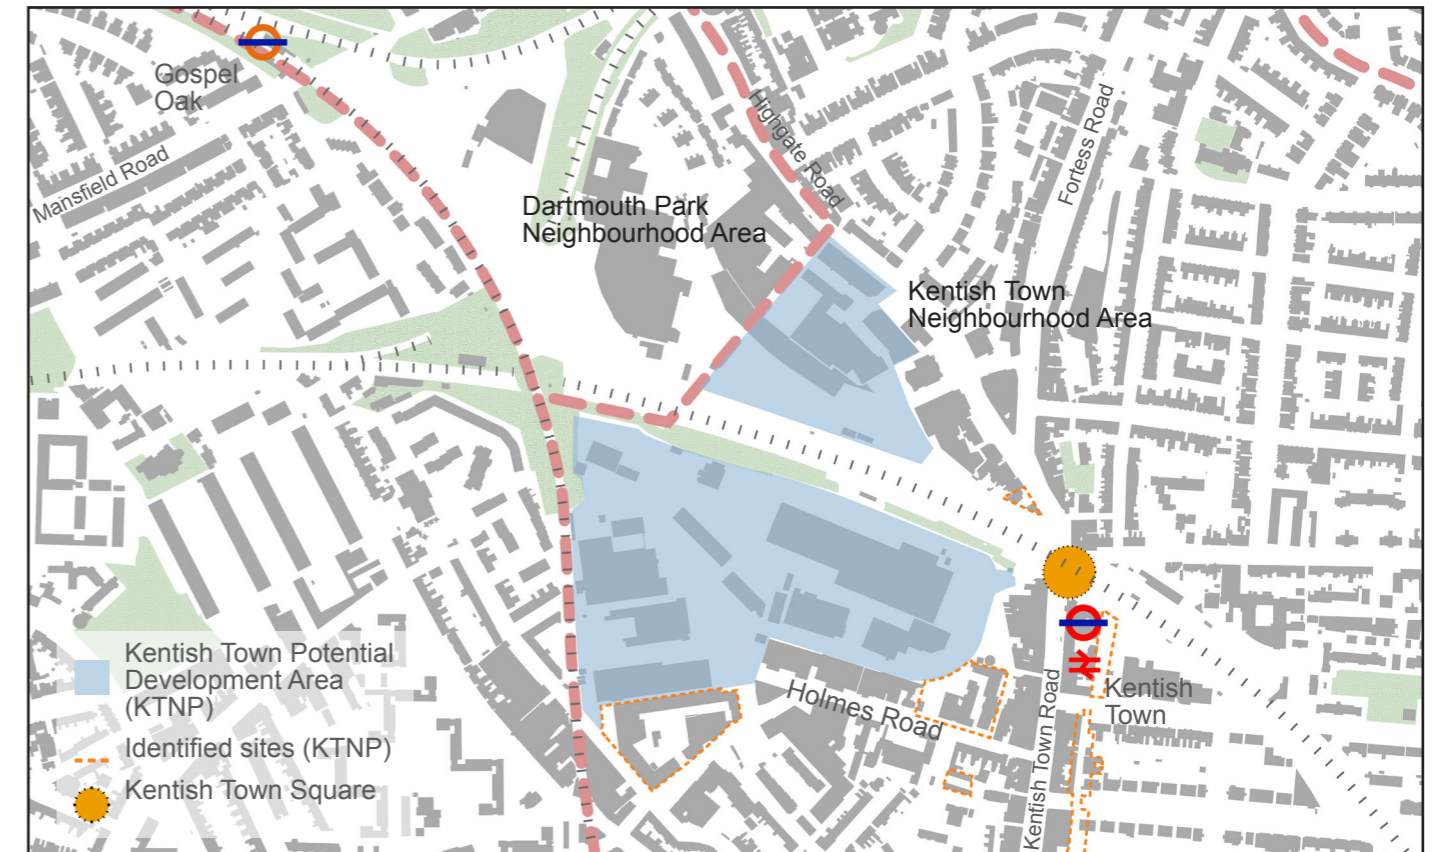 Gospel
Oak
Mansfield Road
Highgate Road
Fortess Road
Dartmouth Park
Neighbourhood Area
Kentish Town
Neighbourhood Area
Kentish Town Potential
Development Area
(KTNP)
Identified sites (KTNP)
Kentish Town Square
Holmes Road
Kentish Town Road
Kentish
Town